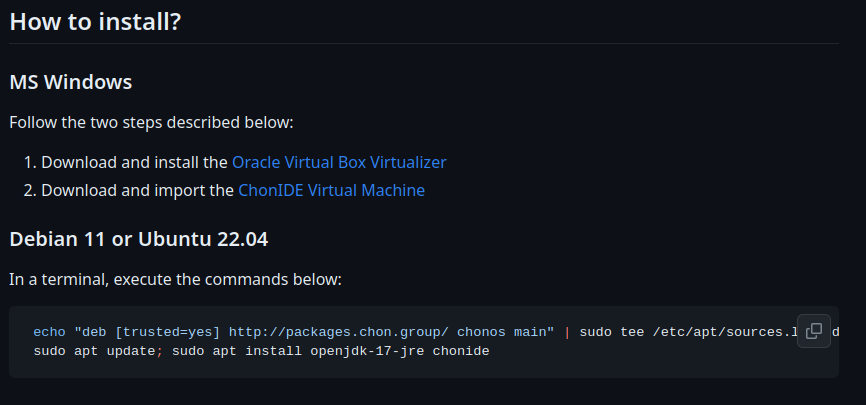 How to install?
MS Windows
Follow the two steps described below:
1. Download and install the Oracle Virtual Box Virtualizer
2. Download and import the ChonIDE Virtual Machine
Debian 11 or Ubuntu 22.04
In a terminal, execute the commands below:
echo "deb [trusted=yes] http://packages.chon.group/ chonos main" | sudo tee /etc/apt/sources.l
sudo apt update; sudo apt install openjdk-17-jre chonide